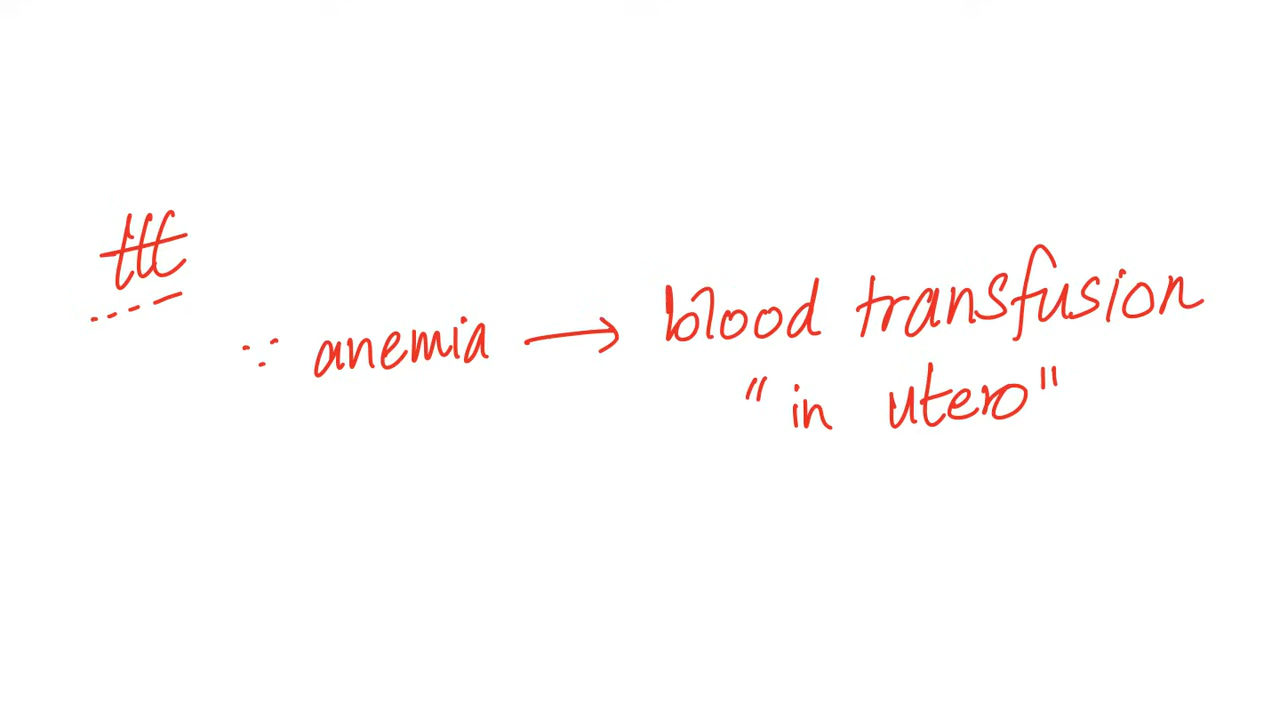 ttt
∵ anemia → blood transfusion
"in utero"